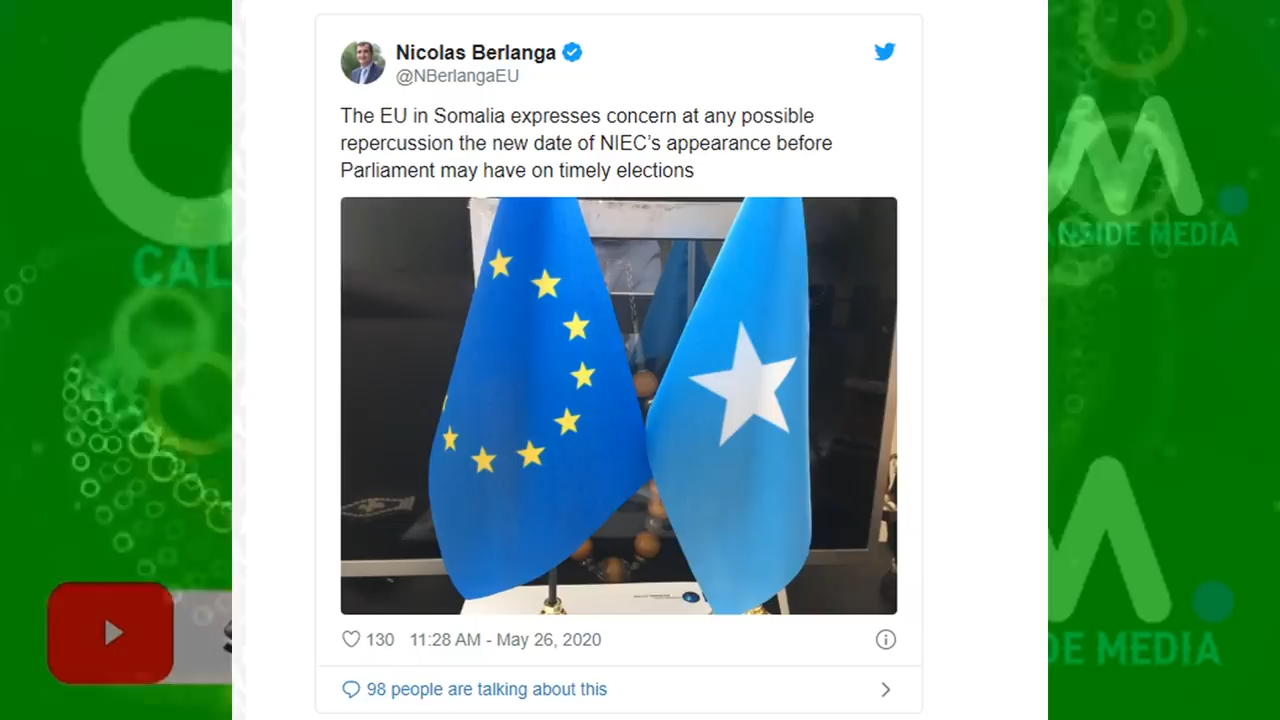 Nicolas Berlanga
@NBerlangaEU
The EU in Somalia expresses concern at any possible
repercussion the new date of NIEC’s appearance before
Parliament may have on timely elections
130 11:28 AM - May 26, 2020
98 people are talking about this
CAL
NSIDE MEDIA
DE MEDIA